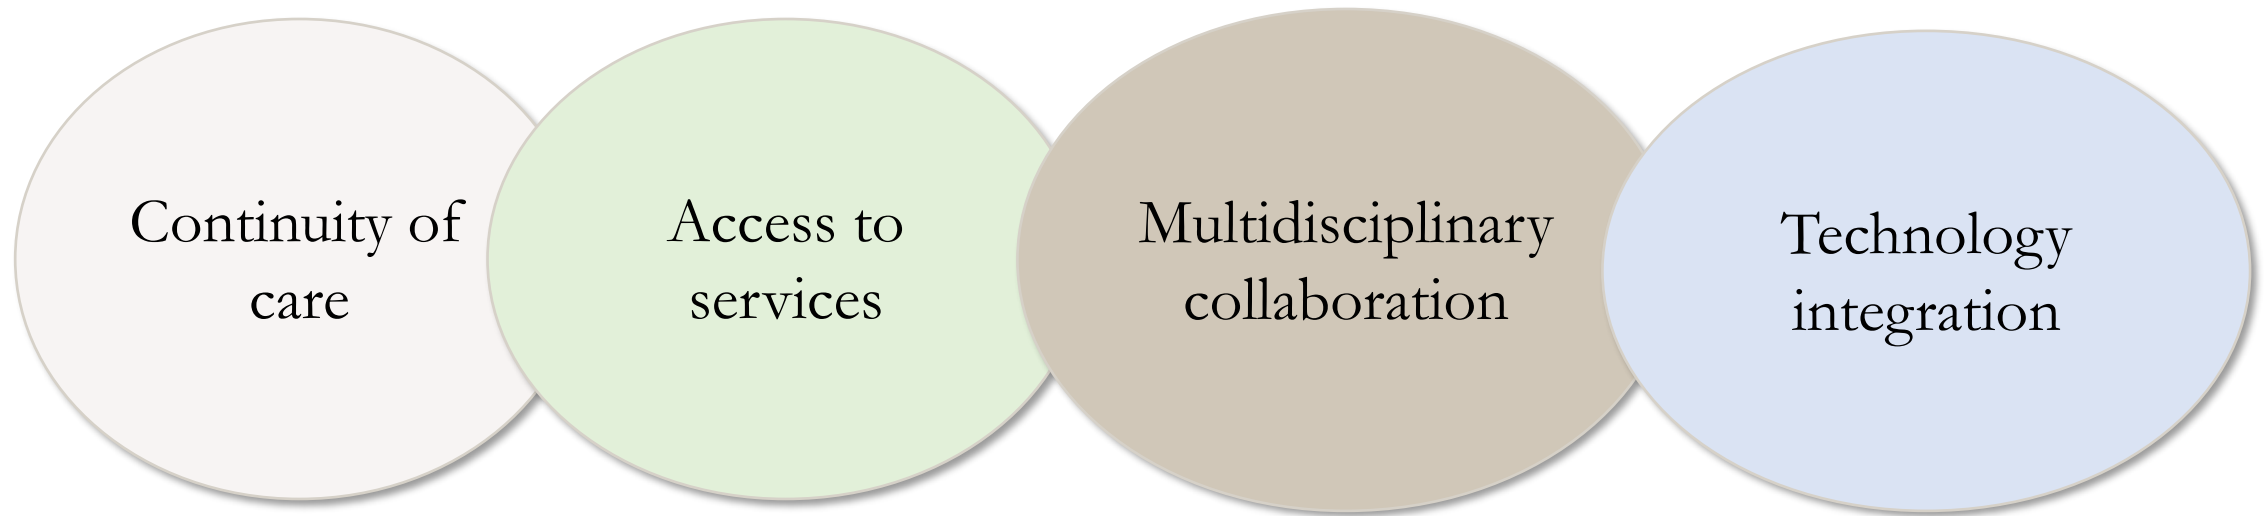 Continuity of
care
Access to
services
Multidisciplinary
collaboration
Technology
integration